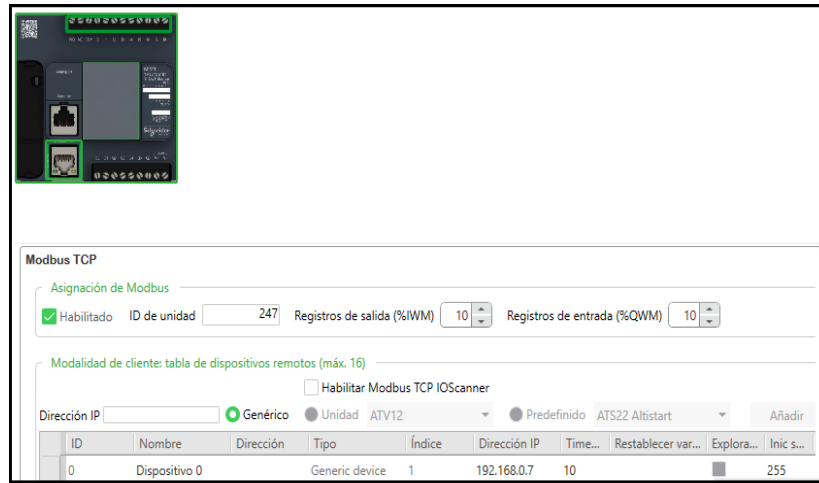 Schneider
Modbus TCP
Asignación de Modbus
Habilitado ID de unidad 247 Registros de salida (%IWM) 10 Registros de entrada (%QWM) 10
Modalidad de cliente: tabla de dispositivos remotos (máx. 16)
Habilitar Modbus TCP IOScanner
Dirección IP Genérico Unidad ATV12 Predefinido ATS22 Altistart Añadir
ID Nombre Dirección Tipo Índice Dirección IP Time... Restablecer var... Explora... Inic s...
0 Dispositivo 0 Generic device 1 192.168.0.7 10 255